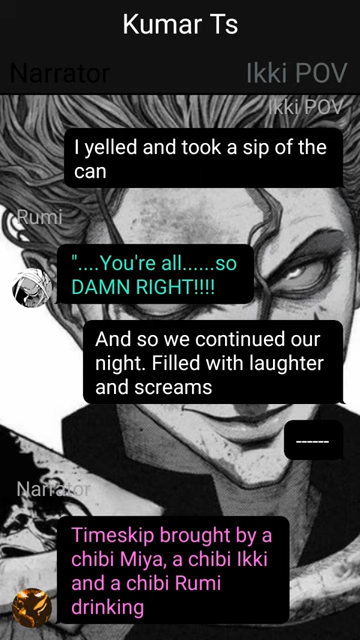 Kumar Ts
Narrator
Ikki POV
Ikki POV
I yelled and took a sip of the
can
Rumi
"....You're all......so
DAMN RIGHT!!!!
And so we continued our
night. Filled with laughter
and screams
------
Narrator
Timeskip brought by a
chibi Miya, a chibi Ikki
and a chibi Rumi
drinking